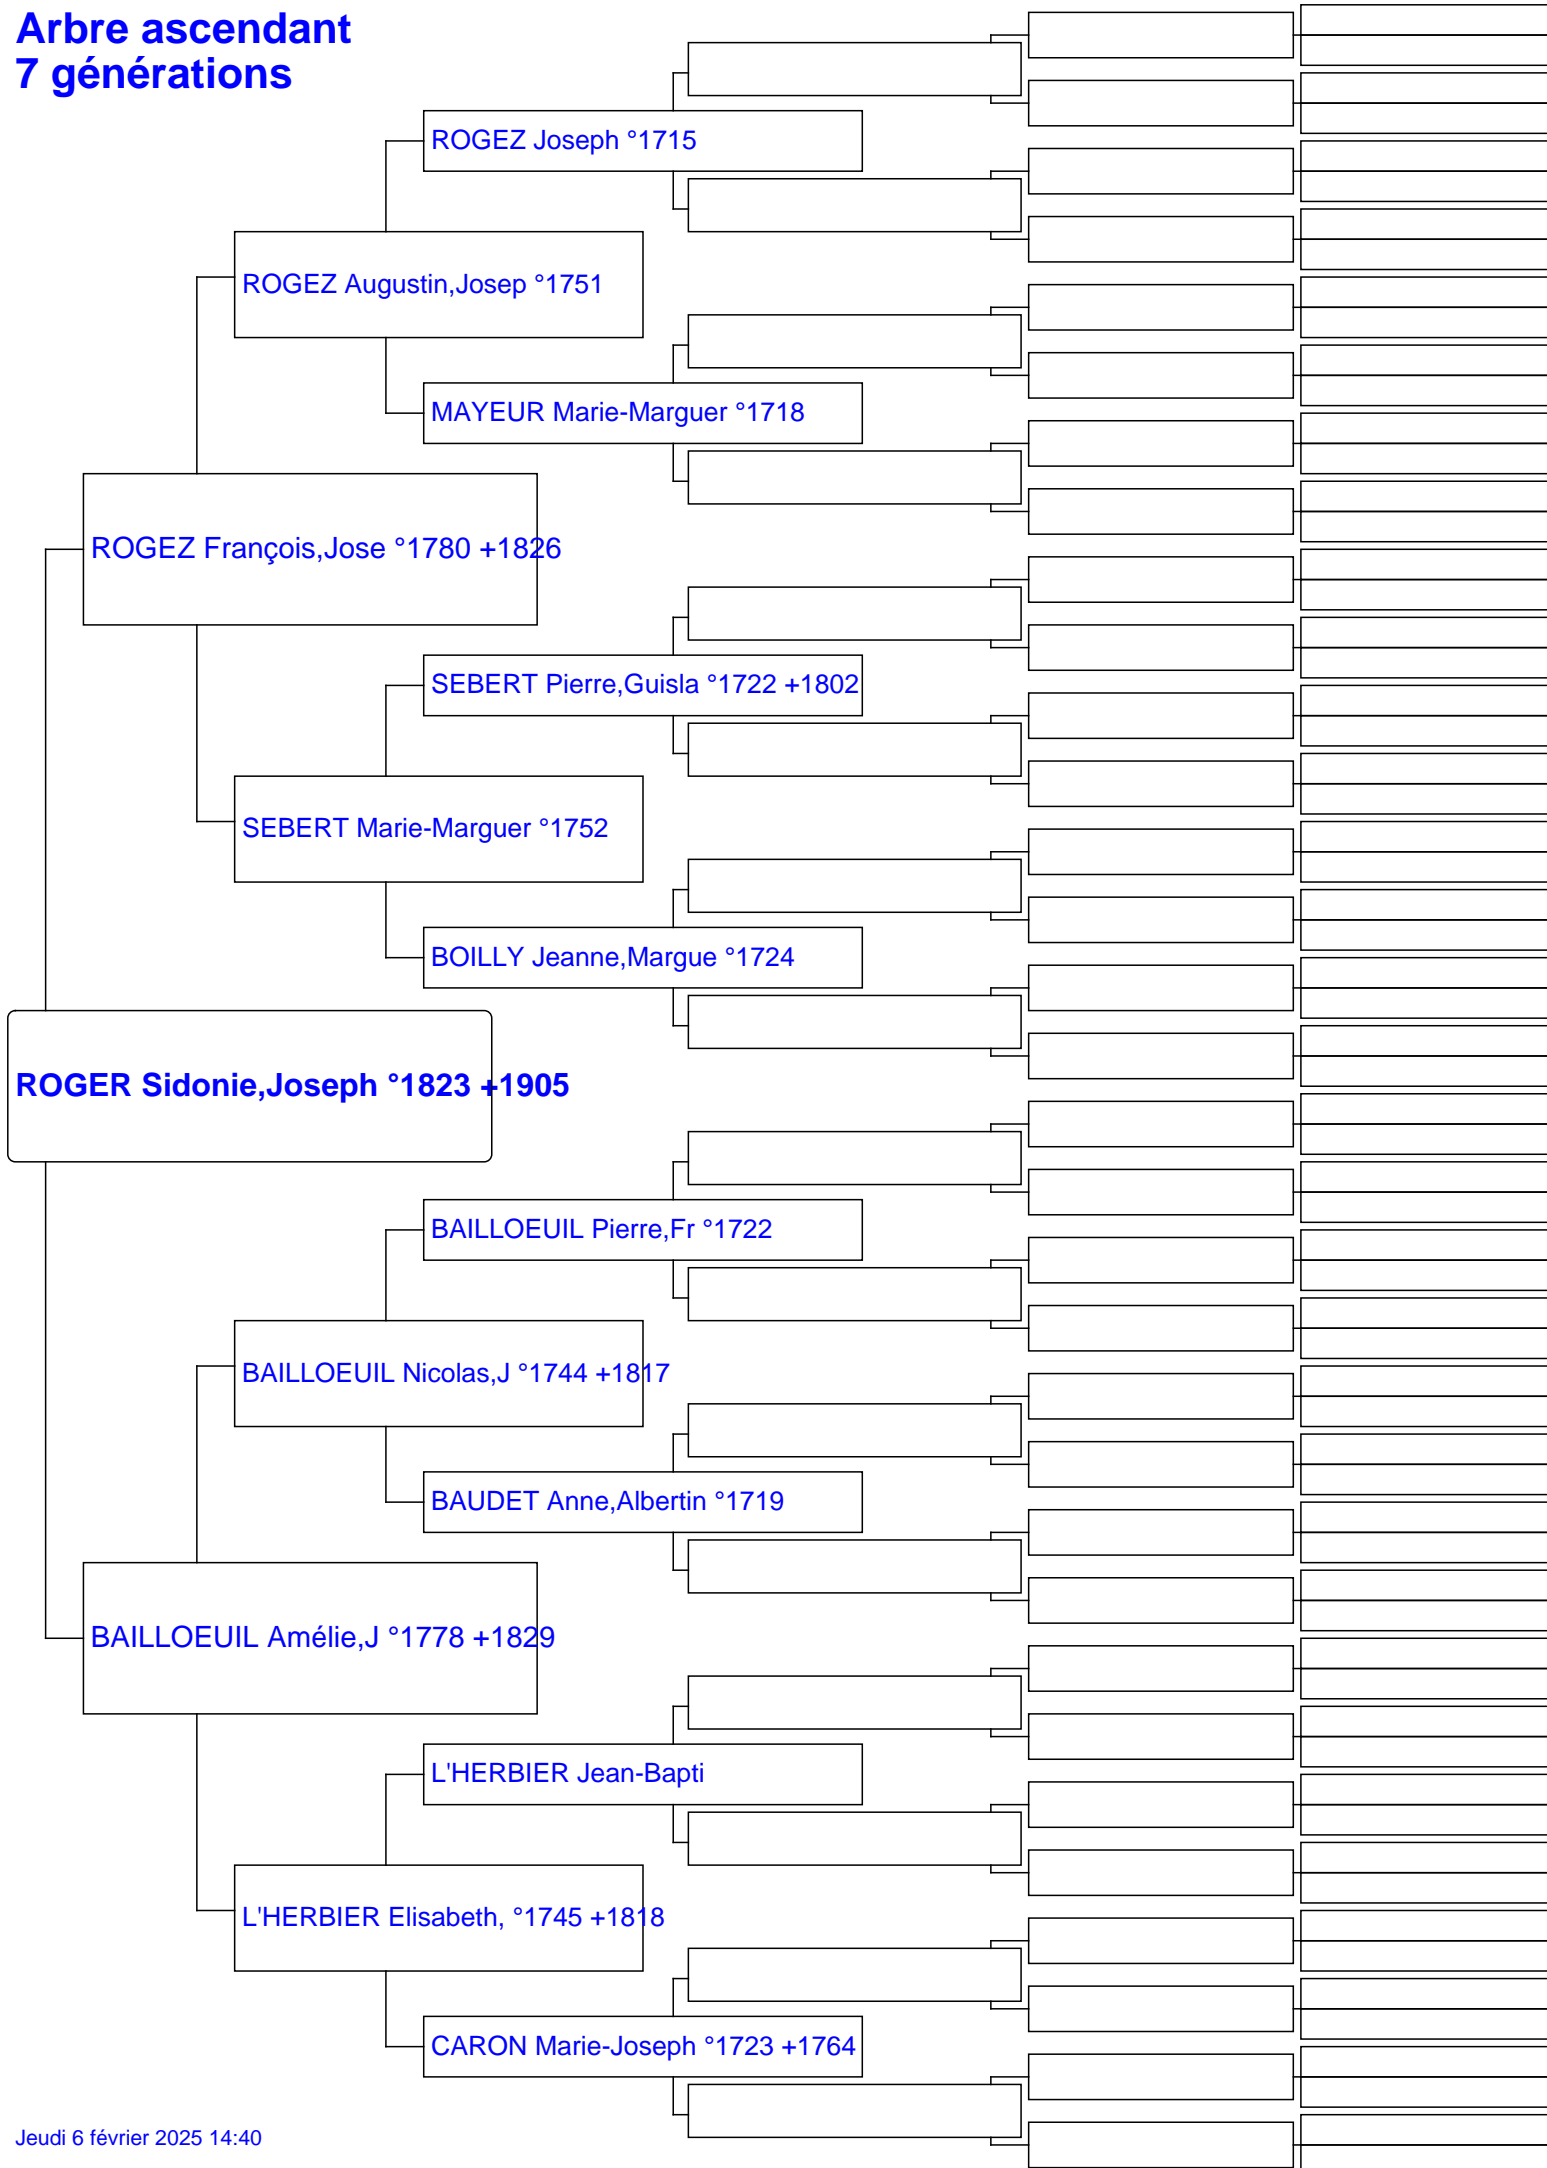 Arbre ascendant
7 générations
ROGEZ Joseph °1715
ROGEZ Augustin,Josep °1751
MAYEUR Marie-Marguer °1718
ROGEZ François,Jose °1780 +1826
SEBERT Pierre,Guisla °1722 +1802
SEBERT Marie-Marguer °1752
BOILLY Jeanne,Margue °1724
ROGER Sidonie,Joseph °1823 +1905
BAILLOEUIL Pierre,Fr °1722
BAILLOEUIL Nicolas,J °1744 +1817
BAUDET Anne,Albertin °1719
BAILLOEUIL Amélie,J °1778 +1829
L'HERBIER Jean-Bapti
L'HERBIER Elisabeth, °1745 +1818
CARON Marie-Joseph °1723 +1764
Jeudi 6 février 2025 14:40